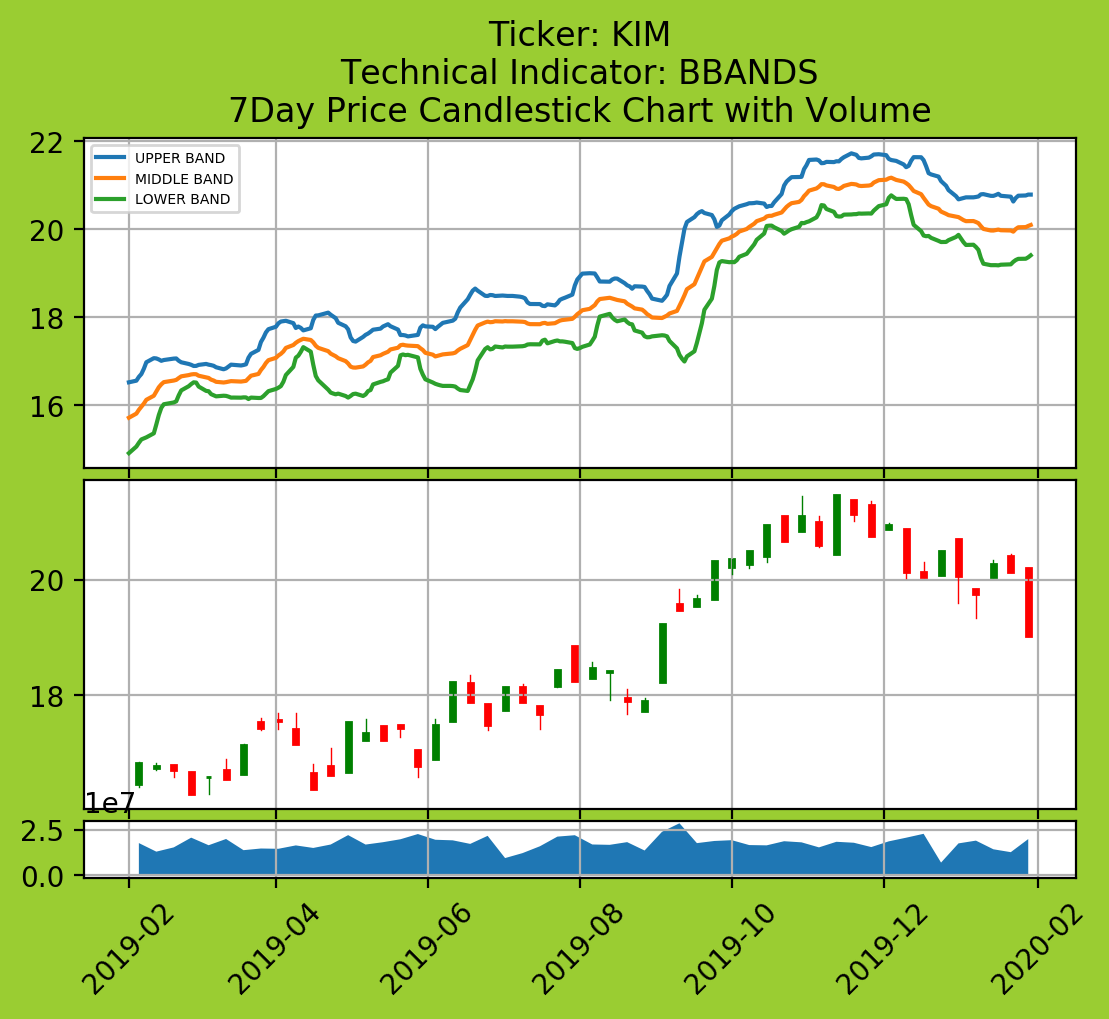 Ticker: KIM
Technical Indicator: BBANDS
7Day Price Candlestick Chart with Volume
22
20
18
16
UPPER BAND
MIDDLE BAND
LOWER BAND
20
18
1e7
2.5
0.0
2019-02
2019-04
2019-06
2019-08
2019-10
2019-12
2020-02